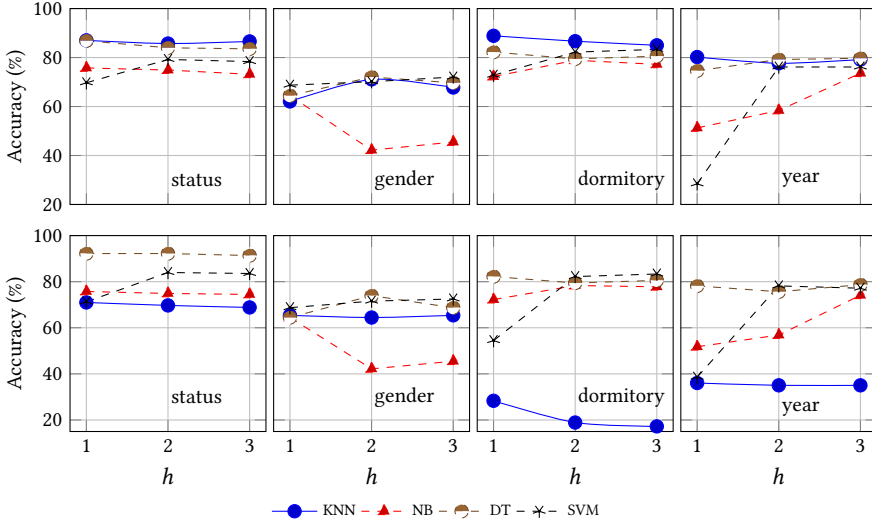 100
80
60
40
20
Accuracy (%)
status
gender
dormitory
year
100
80
60
40
20
Accuracy (%)
status
gender
dormitory
year
1 2 3 1 2 3 1 2 3 1 2 3
h h h h
KNN NB DT SVM